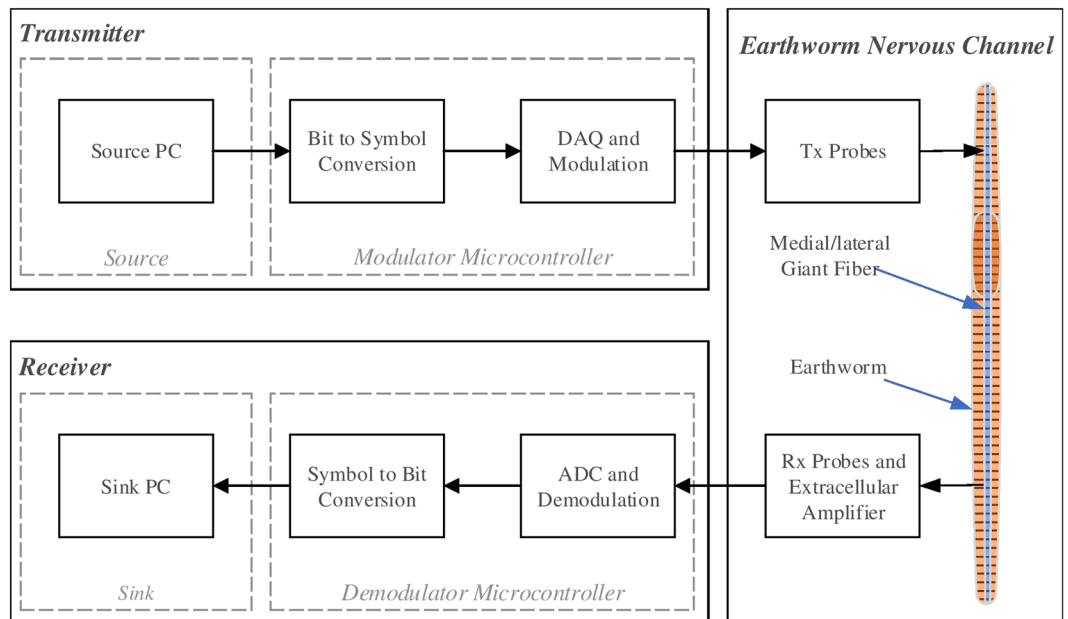 Transmitter
Source PC
Source
Bit to Symbol
Conversion
DAQ and
Modulation
Modulator Microcontroller
Earthworm Nervous Channel
Tx Probes
Medial/lateral
Giant Fiber
Earthworm
Rx Probes and
Extracellular
Amplifier
Receiver
Sink PC
Sink
Symbol to Bit
Conversion
ADC and
Demodulation
Demodulator Microcontroller